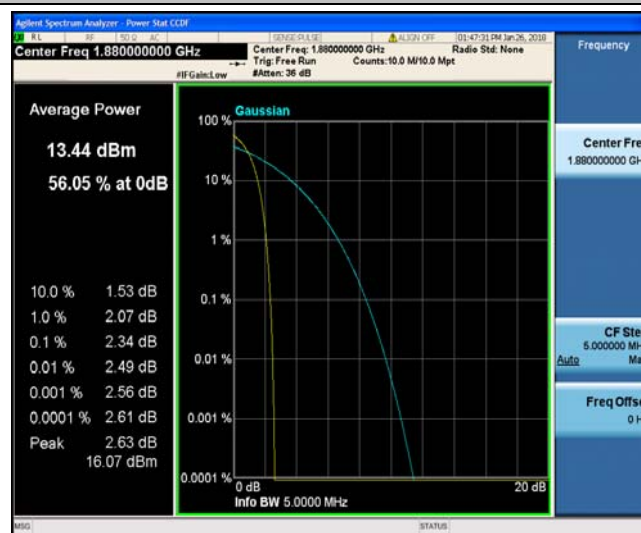 Agilent Spectrum Analyzer - Power Stat CCDF
RL RF 50 Ω AC SENSE:PULSE ALIGN OFF 01:47:31 PM Jan 26, 2018
Center Freq 1.880000000 GHz
Center Freq: 1.880000000 GHz Radio Std: None
Trig: Free Run Counts:10.0 M/10.0 Mpt
#IFGain:Low #Atten: 36 dB
Frequency
Average Power
13.44 dBm
56.05 % at 0dB
10.0 % 1.53 dB
1.0 % 2.07 dB
0.1 % 2.34 dB
0.01 % 2.49 dB
0.001 % 2.56 dB
0.0001 % 2.61 dB
Peak 2.63 dB
16.07 dBm
Gaussian
100 %
10 %
1 %
0.1 %
0.01 %
0.001 %
0.0001 %
0 dB 20 dB
Info BW 5.0000 MHz
Center Fre
1.880000000 GH
CF Ste
5.000000 MH
Auto Ma
Freq Offse
0 H
MSG STATUS